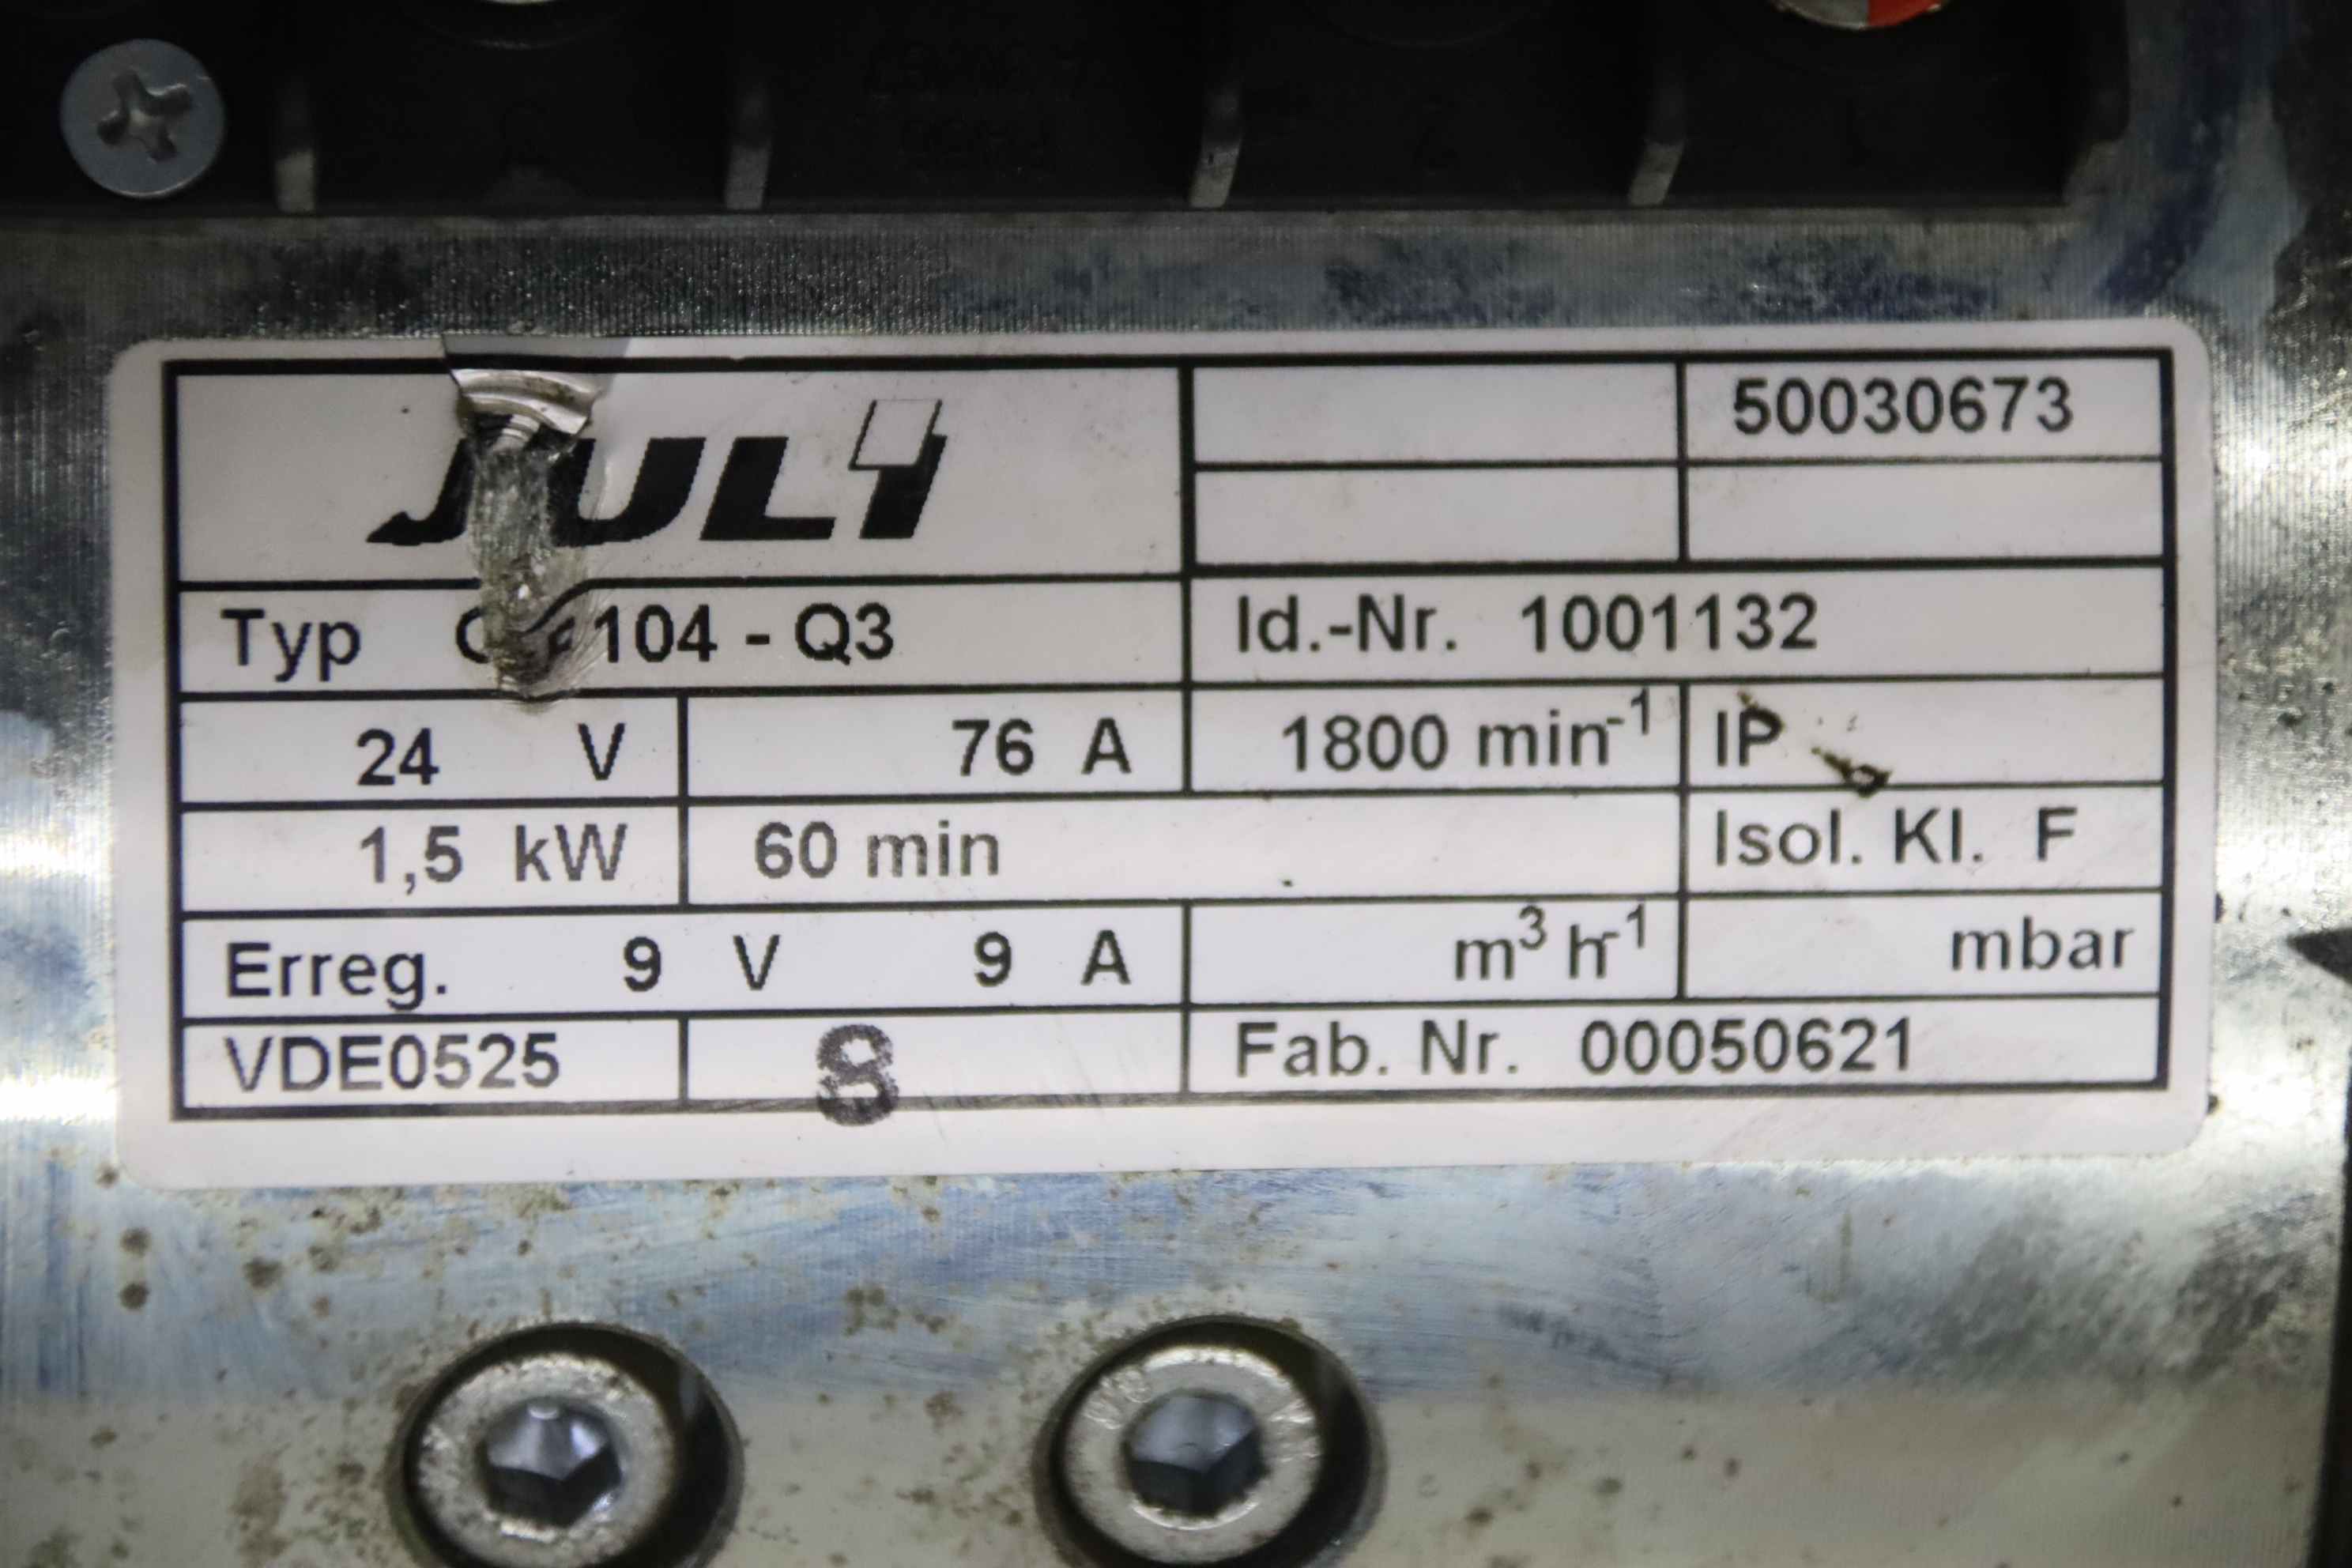 JULI
50030673
Typ 104 - Q3
Id.-Nr. 1001132
24 V 76 A 1800 min⁻¹ IP
1,5 kW 60 min Isol. Kl. F
Erreg. 9 V 9 A m³ h⁻¹ mbar
VDE0525 8 Fab. Nr. 00050621